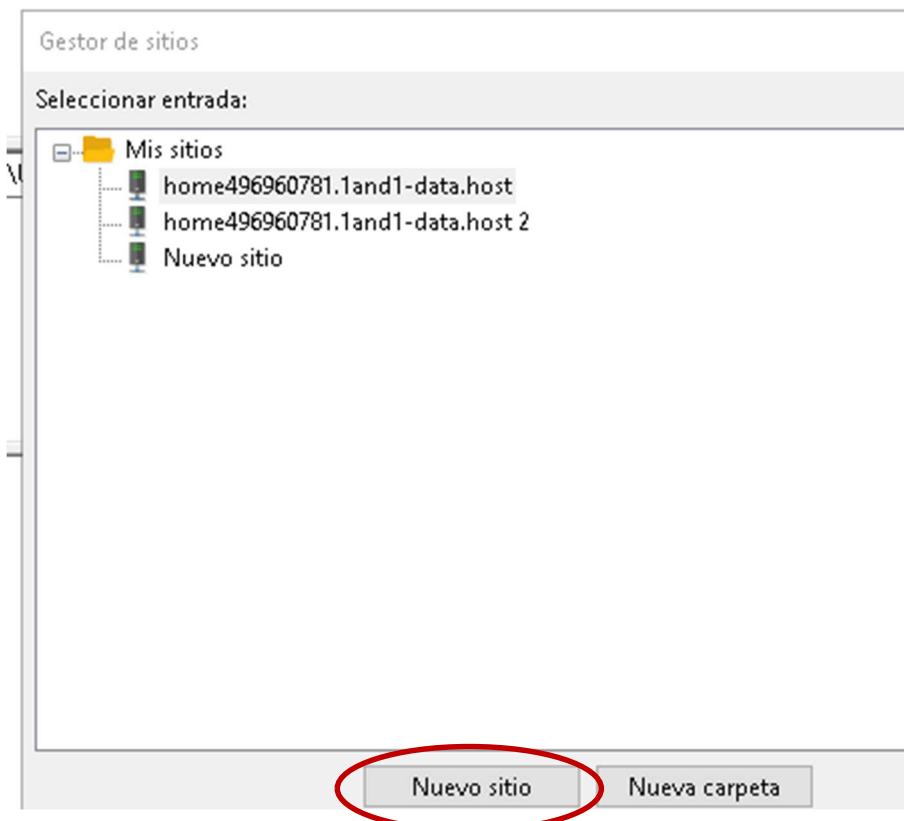 Gestor de sitios
Seleccionar entrada:
Mis sitios
home496960781.1and1-data.host
home496960781.1and1-data.host 2
Nuevo sitio
Nuevo sitio Nueva carpeta